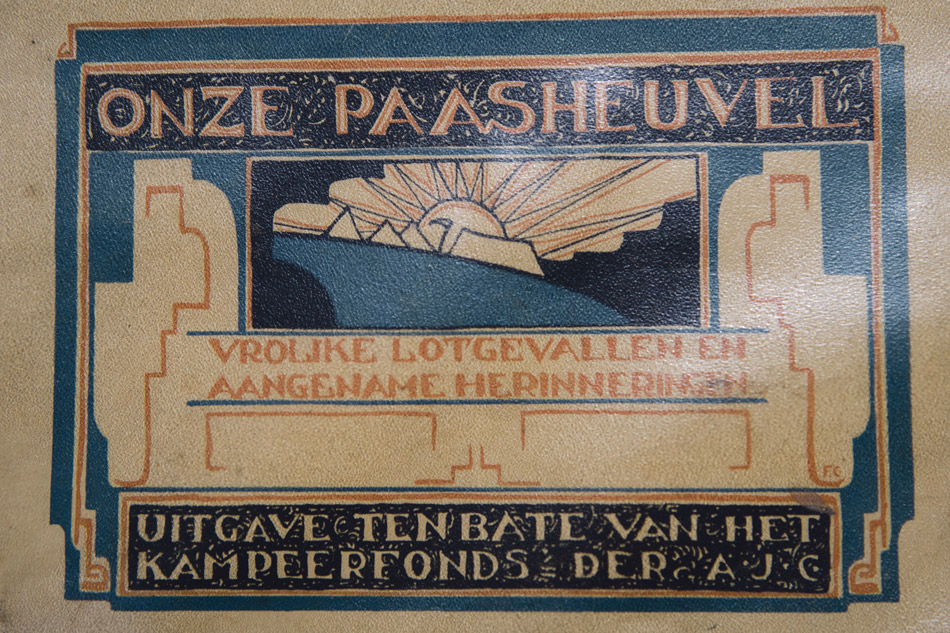 ONZE PAASHEUVEL
VROLIJKE LOTGEVALLEN EN
AANGENAME HERINNERINGEN
F.C
UITGAVE TEN BATE VAN HET
KAMPEERFONDS DER A.J.C